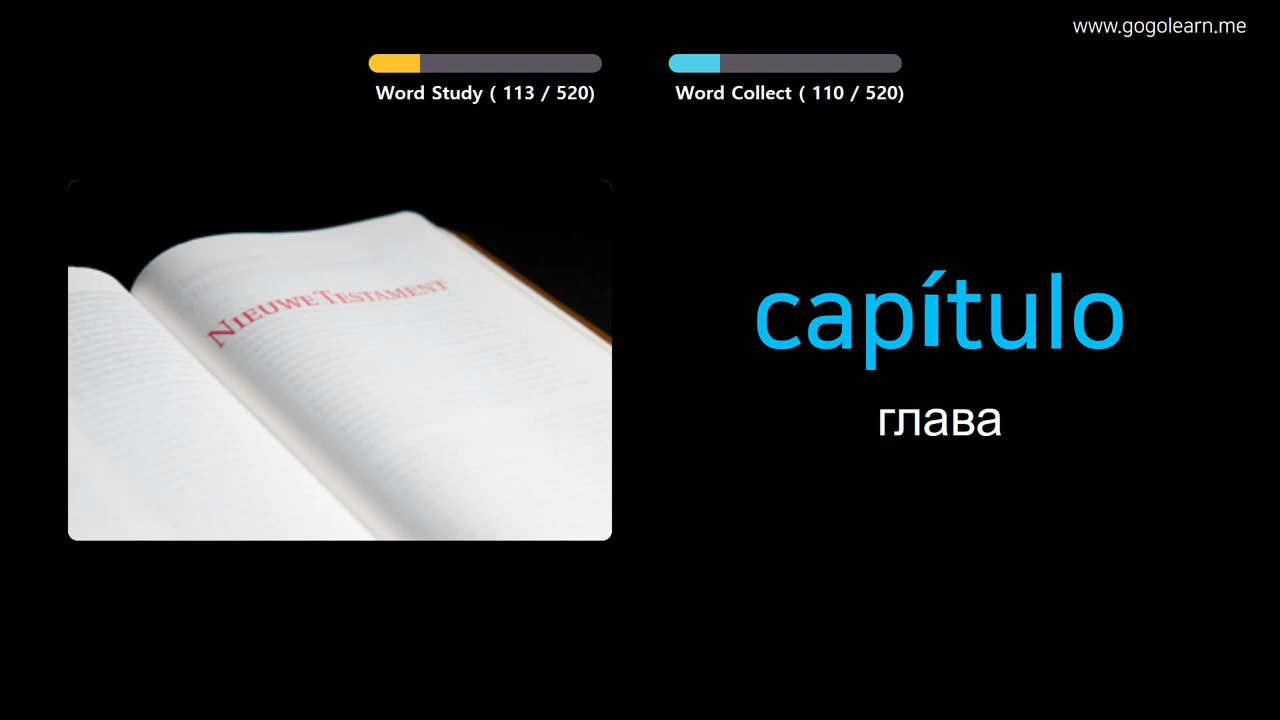 www.gogolearn.me
Word Study ( 113 / 520)
Word Collect ( 110 / 520)
NIEUWE TESTAMENT
capítulo
глава